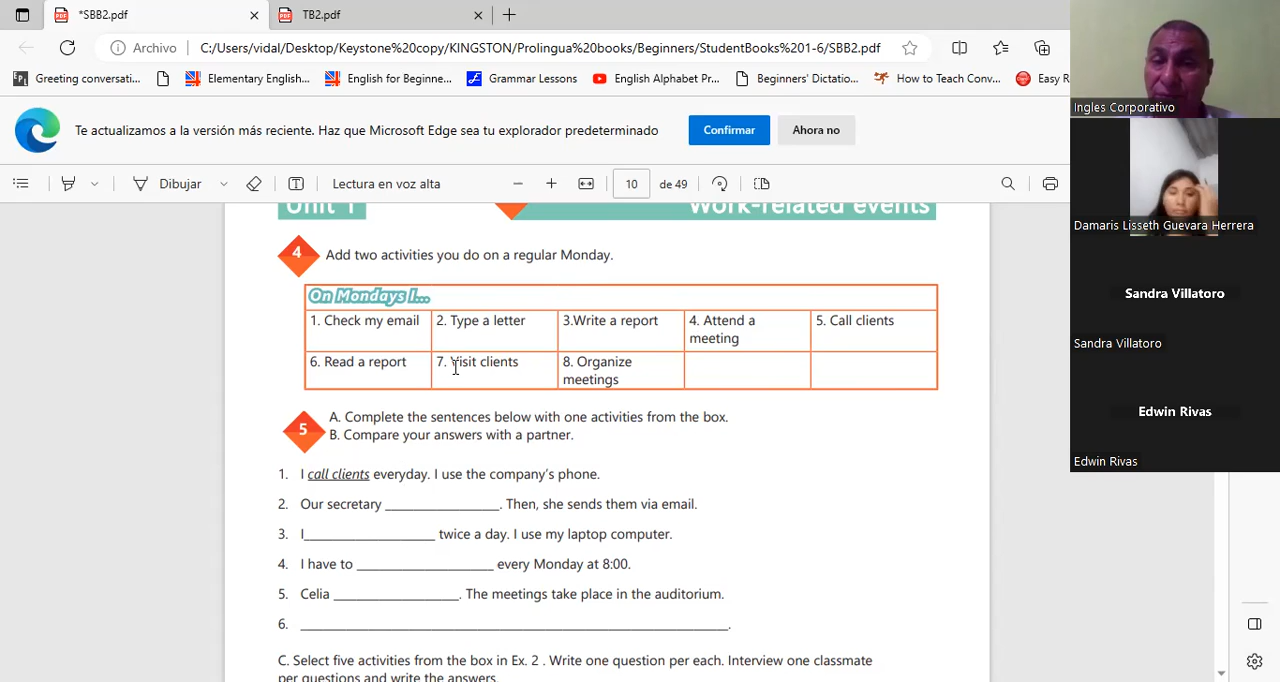 *SBB2.pdf
TB2.pdf
Archivo
C:/Users/vidal/Desktop/Keystone%20copy/KINGSTON/Prolingua%20books/Beginners/StudentBooks%201-6/SBB2.pdf
Greeting conversati...
Elementary English...
English for Beginne...
Grammar Lessons
English Alphabet Pr...
Beginners' Dictatio...
How to Teach Conv...
Easy R
Te actualizamos a la versión más reciente. Haz que Microsoft Edge sea tu explorador predeterminado
Confirmar
Ahora no
Dibujar
Lectura en voz alta
10
de 49
Unit 1
Work-related events
4
Add two activities you do on a regular Monday.
On Mondays I...
1. Check my email
2. Type a letter
3.Write a report
4. Attend a
meeting
5. Call clients
6. Read a report
7. Visit clients
8. Organize
meetings
5
A. Complete the sentences below with one activities from the box.
B. Compare your answers with a partner.
1. I call clients everyday. I use the company's phone.
2. Our secretary __________________. Then, she sends them via email.
3. I_____________________ twice a day. I use my laptop computer.
4. I have to ______________________ every Monday at 8:00.
5. Celia ____________________. The meetings take place in the auditorium.
6. ____________________________________________________________________.
C. Select five activities from the box in Ex. 2 . Write one question per each. Interview one classmate
per questions and write the answers.
Ingles Corporativo
Damaris Lisseth Guevara Herrera
Sandra Villatoro
Sandra Villatoro
Edwin Rivas
Edwin Rivas